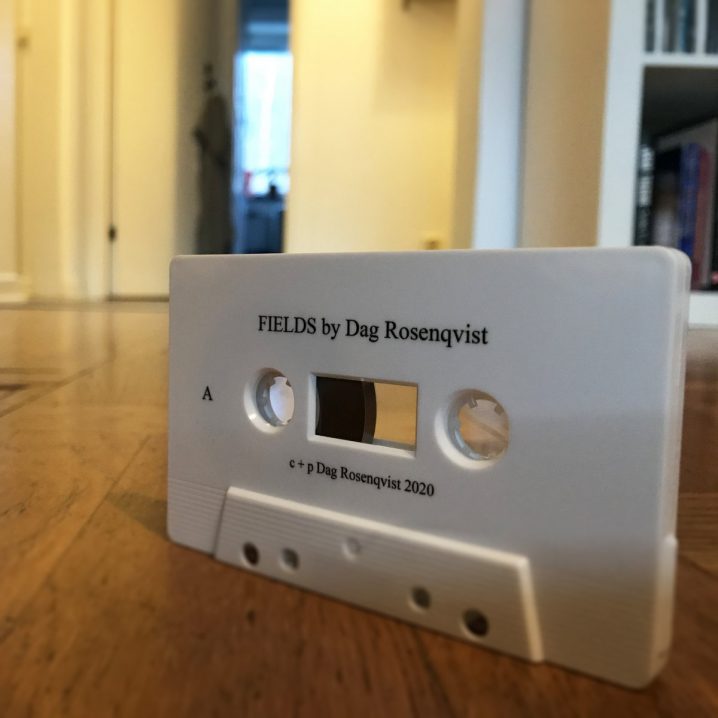 FIELDS by Dag Rosenqvist
A
c + p Dag Rosenqvist 2020